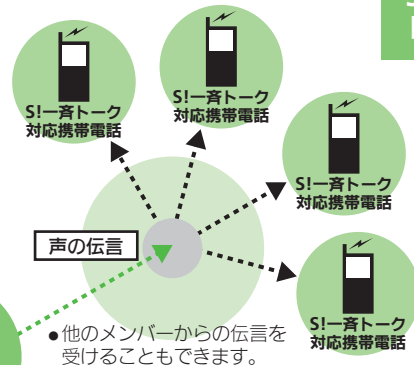 S!一斉トーク
対応携帯電話
S!一斉トーク
対応携帯電話
S!一斉トーク
対応携帯電話
声の伝言
S!一斉トーク
対応携帯電話
●他のメンバーからの伝言を
受けることもできます。